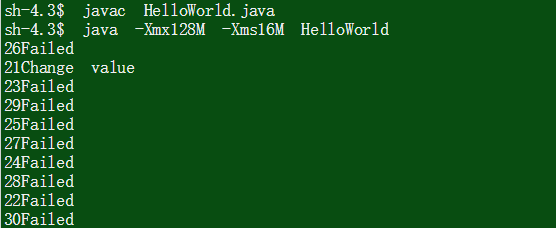 sh-4.3$ javac HelloWorld.java
sh-4.3$ java -Xmx128M -Xms16M HelloWorld
26Failed
21Change value
23Failed
29Failed
25Failed
27Failed
24Failed
28Failed
22Failed
30Failed